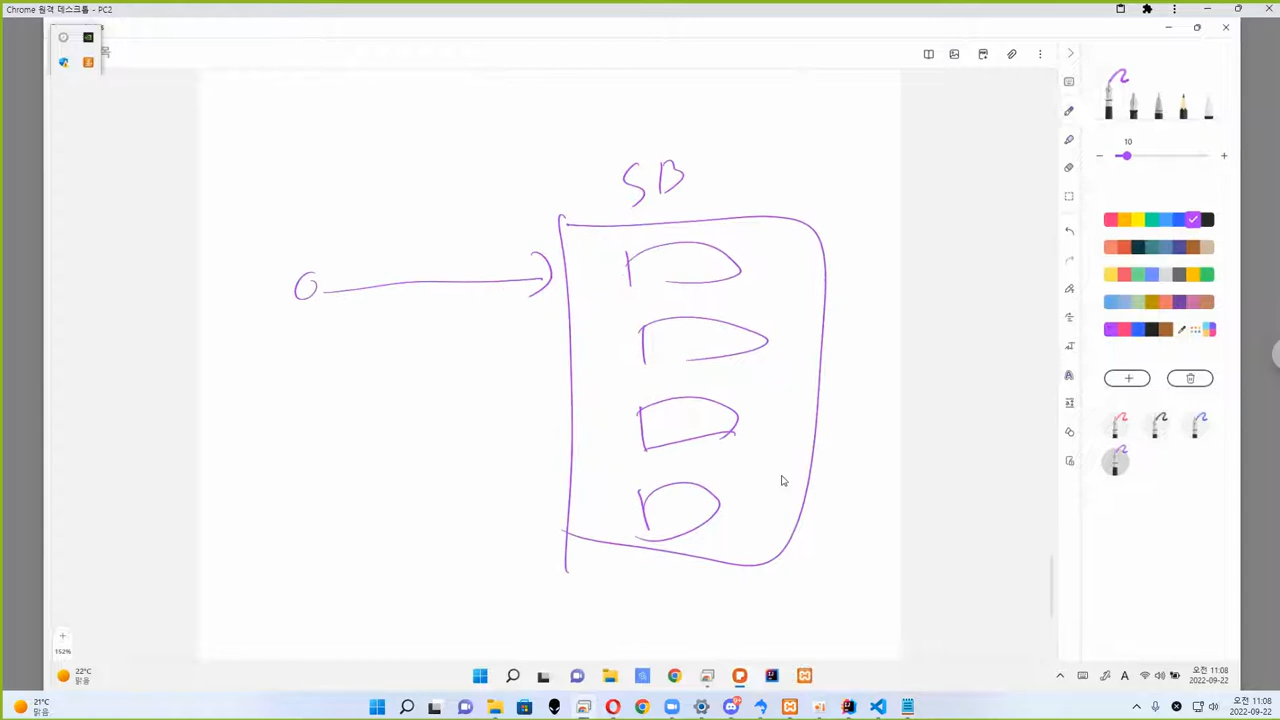 Chrome 원격 데스크톱 - PC2
목
10
SB
152%
22°C
맑음
A
오전 11:08
2022-09-22
21°C
맑음
오전 11:08
2022-09-22